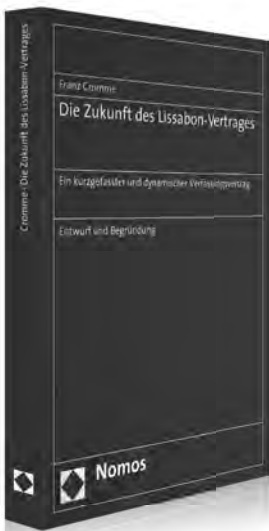 Cromme · Die Zukunft des Lissabon-Vertrages
Franz Cromme
Die Zukunft des Lissabon-Vertrages
Ein kurzgefasster und dynamischer Verfassungsvertrag
Entwurf und Begründung
Nomos